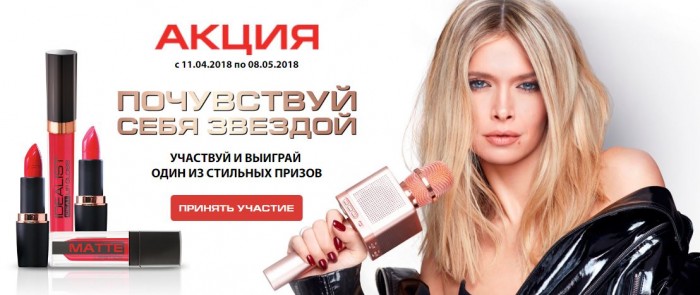 АКЦИЯ
с 11.04.2018 по 08.05.2018
ПОЧУВСТВУЙ
СЕБЯ ЗВЕЗДОЙ
УЧАСТВУЙ И ВЫИГРАЙ
ОДИН ИЗ СТИЛЬНЫХ ПРИЗОВ
ПРИНЯТЬ УЧАСТИЕ
IDEALIST
MATTE